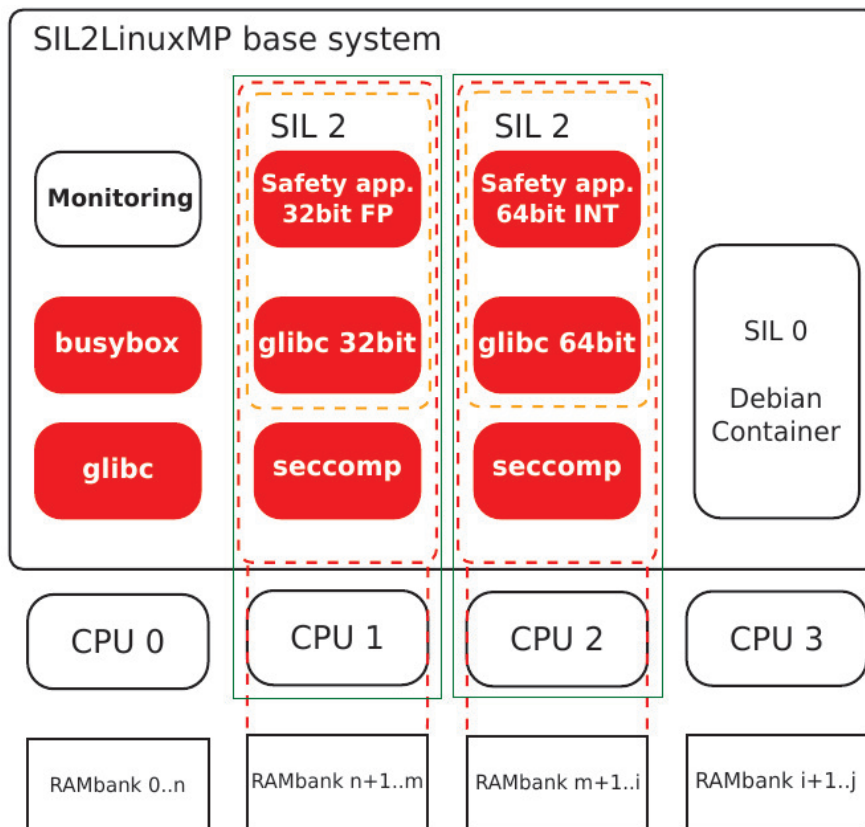 SIL2LinuxMP base system
Monitoring
busybox
glibc
SIL 2
Safety app.
32bit FP
glibc 32bit
seccomp
SIL 2
Safety app.
64bit INT
glibc 64bit
seccomp
SIL 0
Debian
Container
CPU 0
CPU 1
CPU 2
CPU 3
RAMbank 0..n
RAMbank n+1..m
RAMbank m+1..i
RAMbank i+1..j